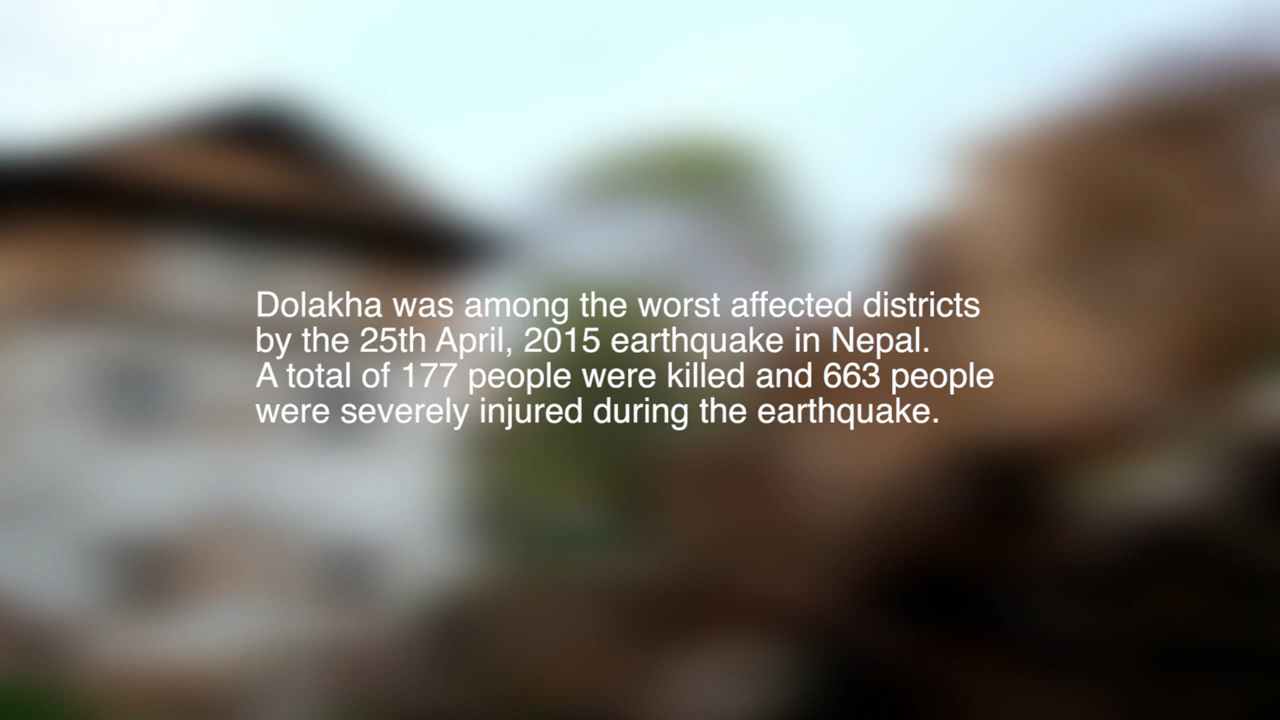 Dolakha was among the worst affected districts
by the 25th April, 2015 earthquake in Nepal.
A total of 177 people were killed and 663 people
were severely injured during the earthquake.